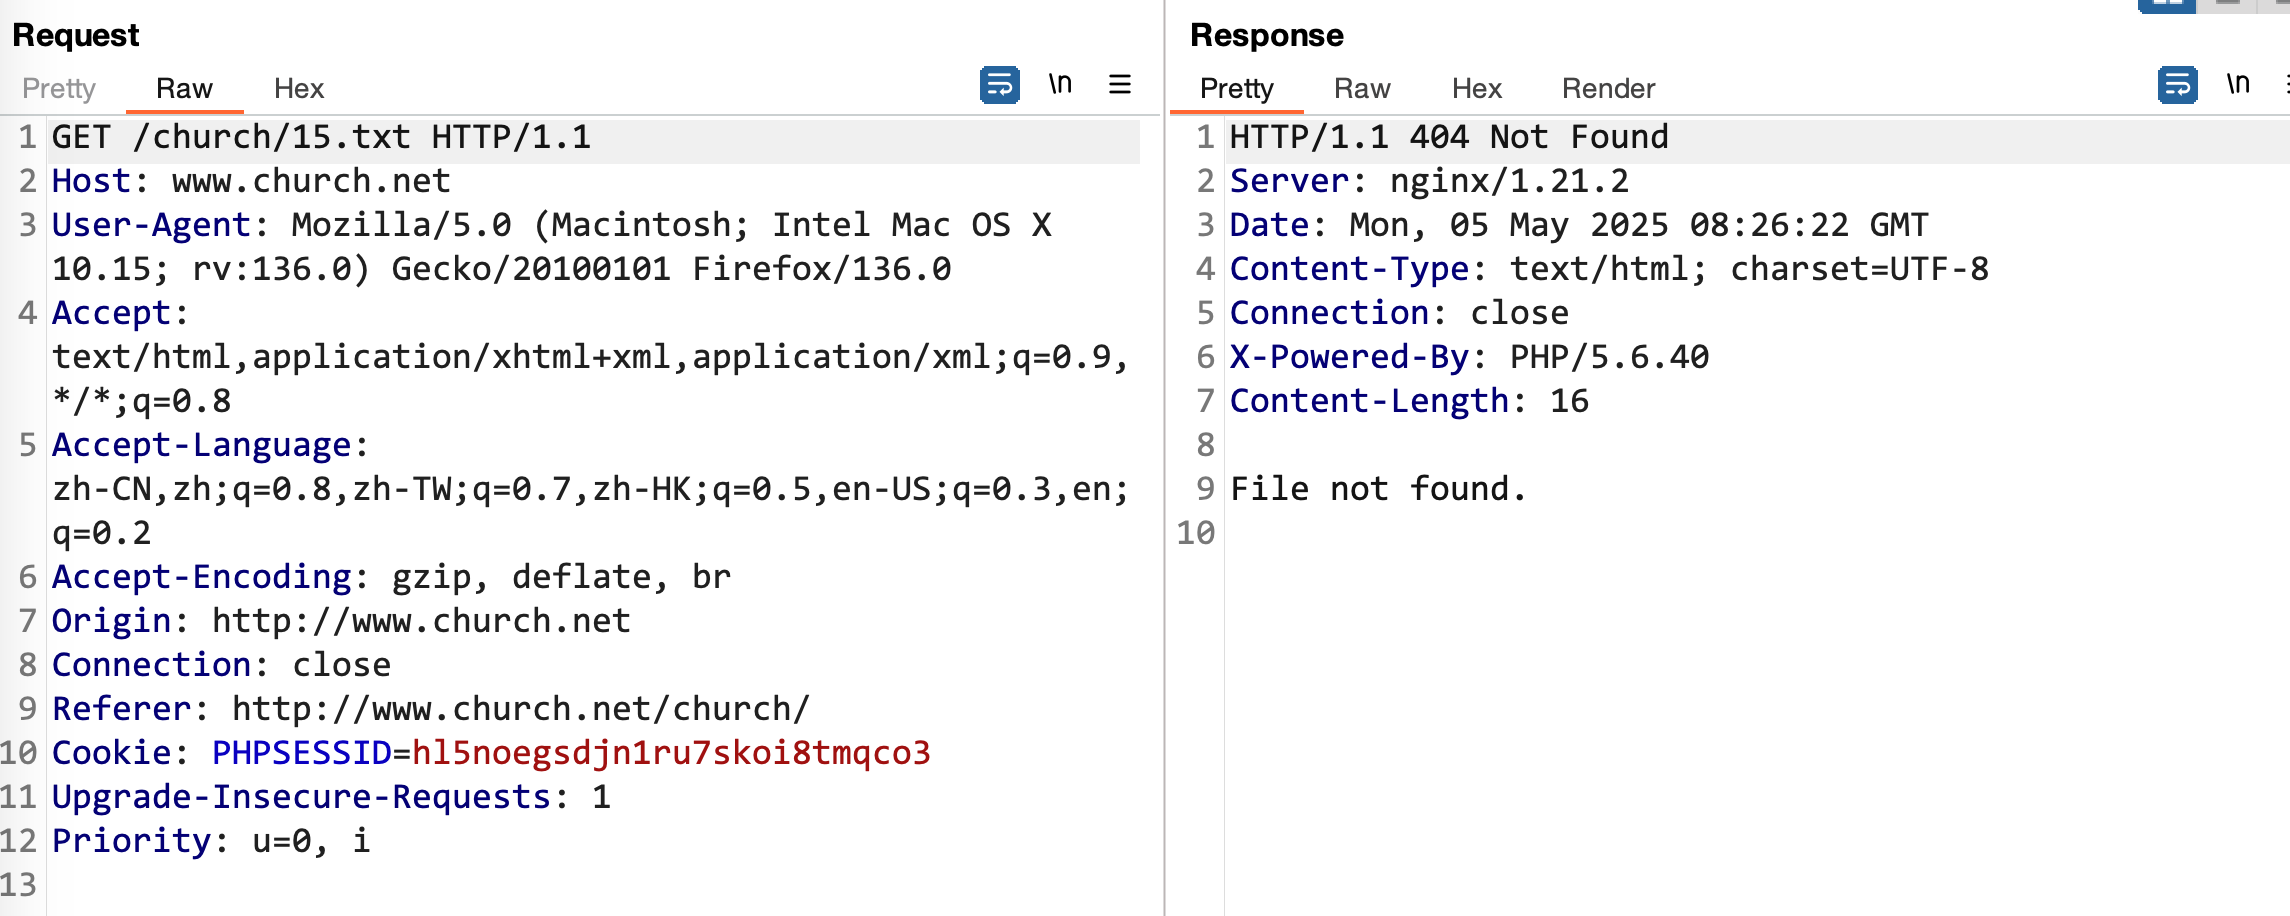 Request
Pretty Raw Hex \n
1 GET /church/15.txt HTTP/1.1
2 Host: www.church.net
3 User-Agent: Mozilla/5.0 (Macintosh; Intel Mac OS X
10.15; rv:136.0) Gecko/20100101 Firefox/136.0
4 Accept:
text/html,application/xhtml+xml,application/xml;q=0.9,
*/*;q=0.8
5 Accept-Language:
zh-CN,zh;q=0.8,zh-TW;q=0.7,zh-HK;q=0.5,en-US;q=0.3,en;
q=0.2
6 Accept-Encoding: gzip, deflate, br
7 Origin: http://www.church.net
8 Connection: close
9 Referer: http://www.church.net/church/
10 Cookie: PHPSESSID=hl5noegsdjn1ru7skoi8tmqco3
11 Upgrade-Insecure-Requests: 1
12 Priority: u=0, i
13
Response
Pretty Raw Hex Render \n
1 HTTP/1.1 404 Not Found
2 Server: nginx/1.21.2
3 Date: Mon, 05 May 2025 08:26:22 GMT
4 Content-Type: text/html; charset=UTF-8
5 Connection: close
6 X-Powered-By: PHP/5.6.40
7 Content-Length: 16
8
9 File not found.
10